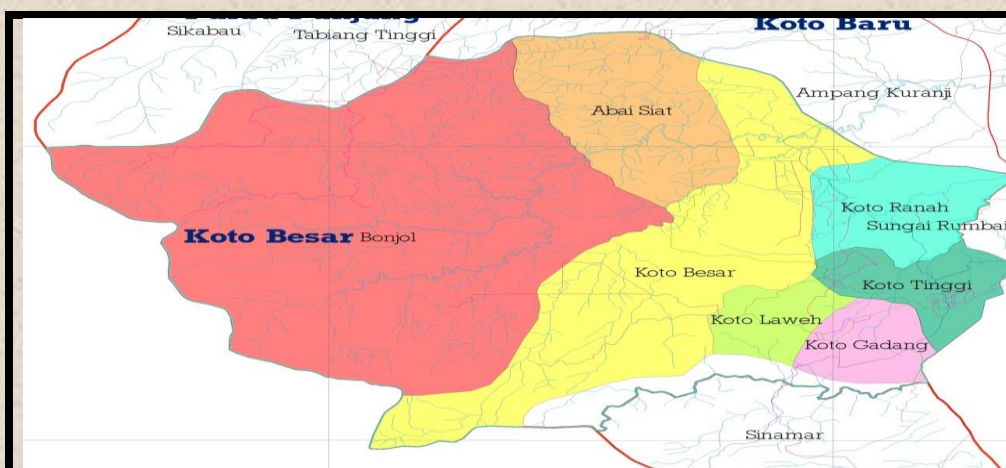 Koto Baru
Sikabau
Tabiang Tinggi
Ampang Kuranji
Abai Siat
Koto Ranah
Sungai Rumbai
Koto Besar
Bonjol
Koto Besar
Koto Tinggi
Koto Laweh
Koto Gadang
Sinamar